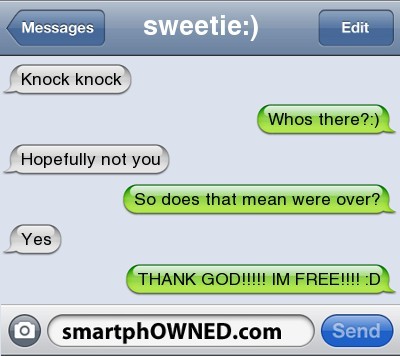 Messages
sweetie:)
Edit
Knock knock
Whos there?:)
Hopefully not you
So does that mean were over?
Yes
THANK GOD!!!!! IM FREE!!!! :D
smartphOWNED.com
Send